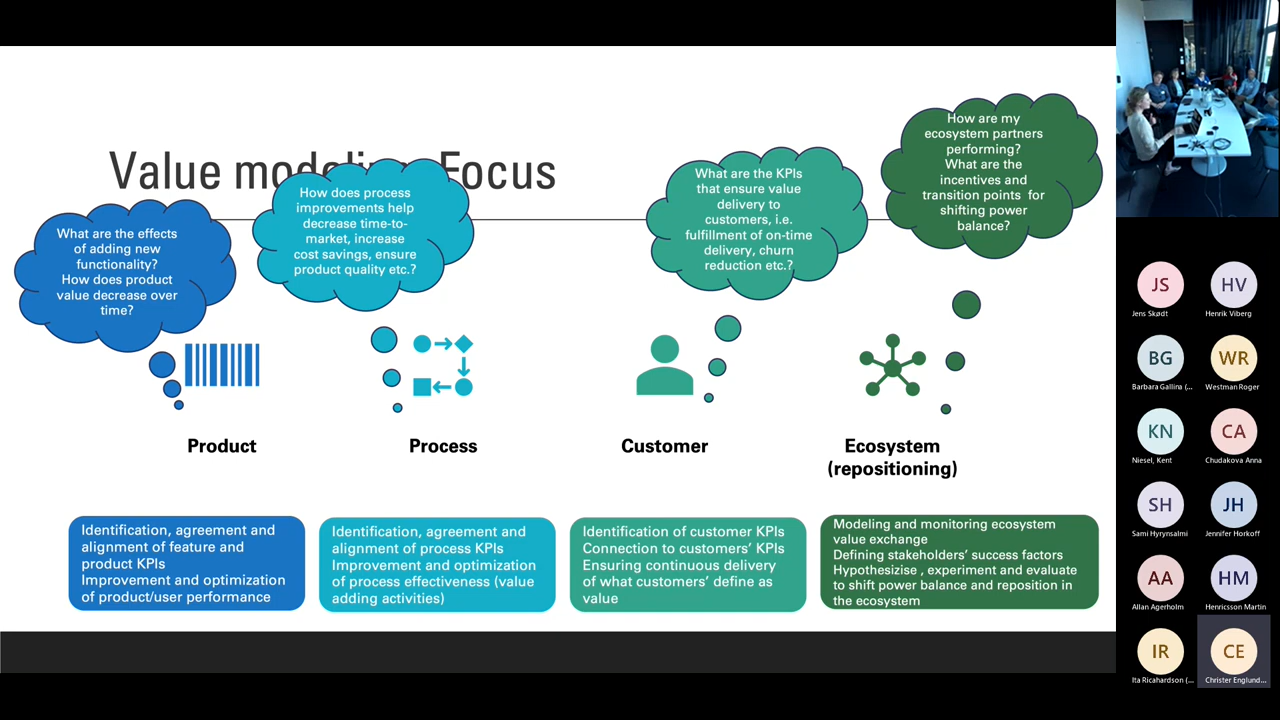 Value modeling: Focus
What are the effects
of adding new
functionality?
How does product
value decrease over
time?
How does process
improvements help
decrease time-to-
market, increase
cost savings, ensure
product quality etc.?
What are the KPIs
that ensure value
delivery to
customers, i.e.
fulfillment of on-time
delivery, churn
reduction etc.?
How are my
ecosystem partners
performing?
What are the
incentives and
transition points for
shifting power
balance?
Product
Process
Customer
Ecosystem
(repositioning)
Identification, agreement and
alignment of feature and
product KPIs
Improvement and optimization
of product/user performance
Identification, agreement and
alignment of process KPIs
Improvement and optimization
of process effectiveness (value
adding activities)
Identification of customer KPIs
Connection to customers' KPIs
Ensuring continuous delivery
of what customers' define as
value
Modeling and monitoring ecosystem
value exchange
Defining stakeholders' success factors
Hypothesizise , experiment and evaluate
to shift power balance and reposition in
the ecosystem
JS
Jens Skødt
HV
Henrik Viberg
BG
Barbara Gallina (...
WR
Westman Roger
KN
Niesel, Kent
CA
Chudakova Anna
SH
Sami Hyrynsalmi
JH
Jennifer Horkoff
AA
Allan Agerholm
HM
Henricsson Martin
IR
Ita Ricahardson (...
CE
Christer Englund...